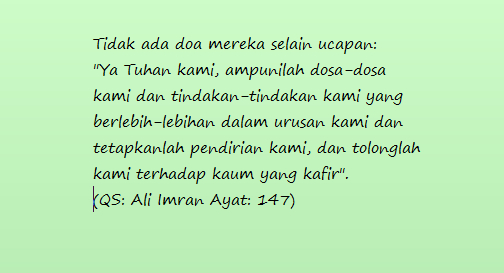 Tidak ada doa mereka selain ucapan:
"Ya Tuhan kami, ampunilah dosa-dosa
kami dan tindakan-tindakan kami yang
berlebih-lebihan dalam urusan kami dan
tetapkanlah pendirian kami, dan tolonglah
kami terhadap kaum yang kafir".
(QS: Ali Imran Ayat: 147)